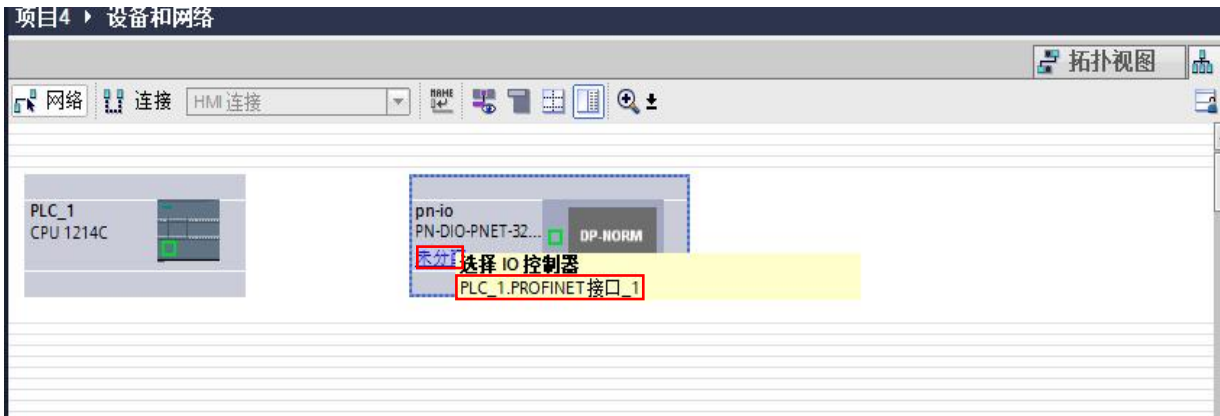 项目4 ▸ 设备和网络
拓扑视图
网络 连接 HMI 连接
PLC_1
CPU 1214C
pn-io
PN-DIO-PNET-32...
DP-NORM
选择 IO 控制器
PLC_1.PROFINET接口_1